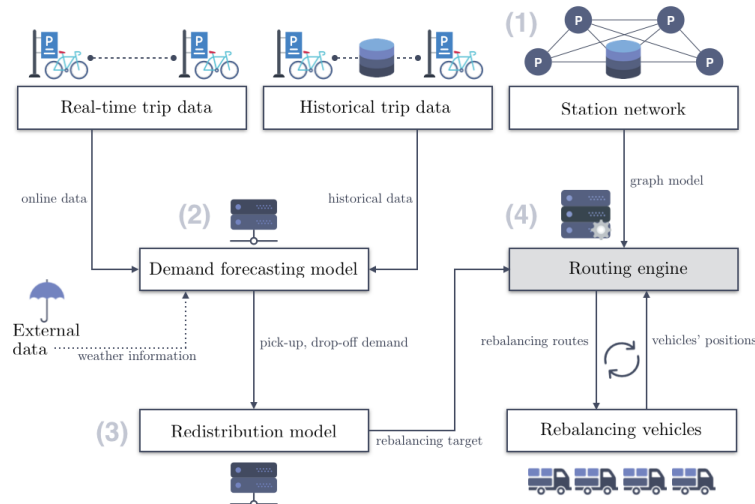 (1)
P
P
P
P
P
P
P
P
Real-time trip data
Historical trip data
Station network
online data
(2)
historical data
graph model
(4)
Demand forecasting model
Routing engine
External
data
weather information
pick-up, drop-off demand
rebalancing routes
vehicles' positions
(3)
Redistribution model
rebalancing target
Rebalancing vehicles